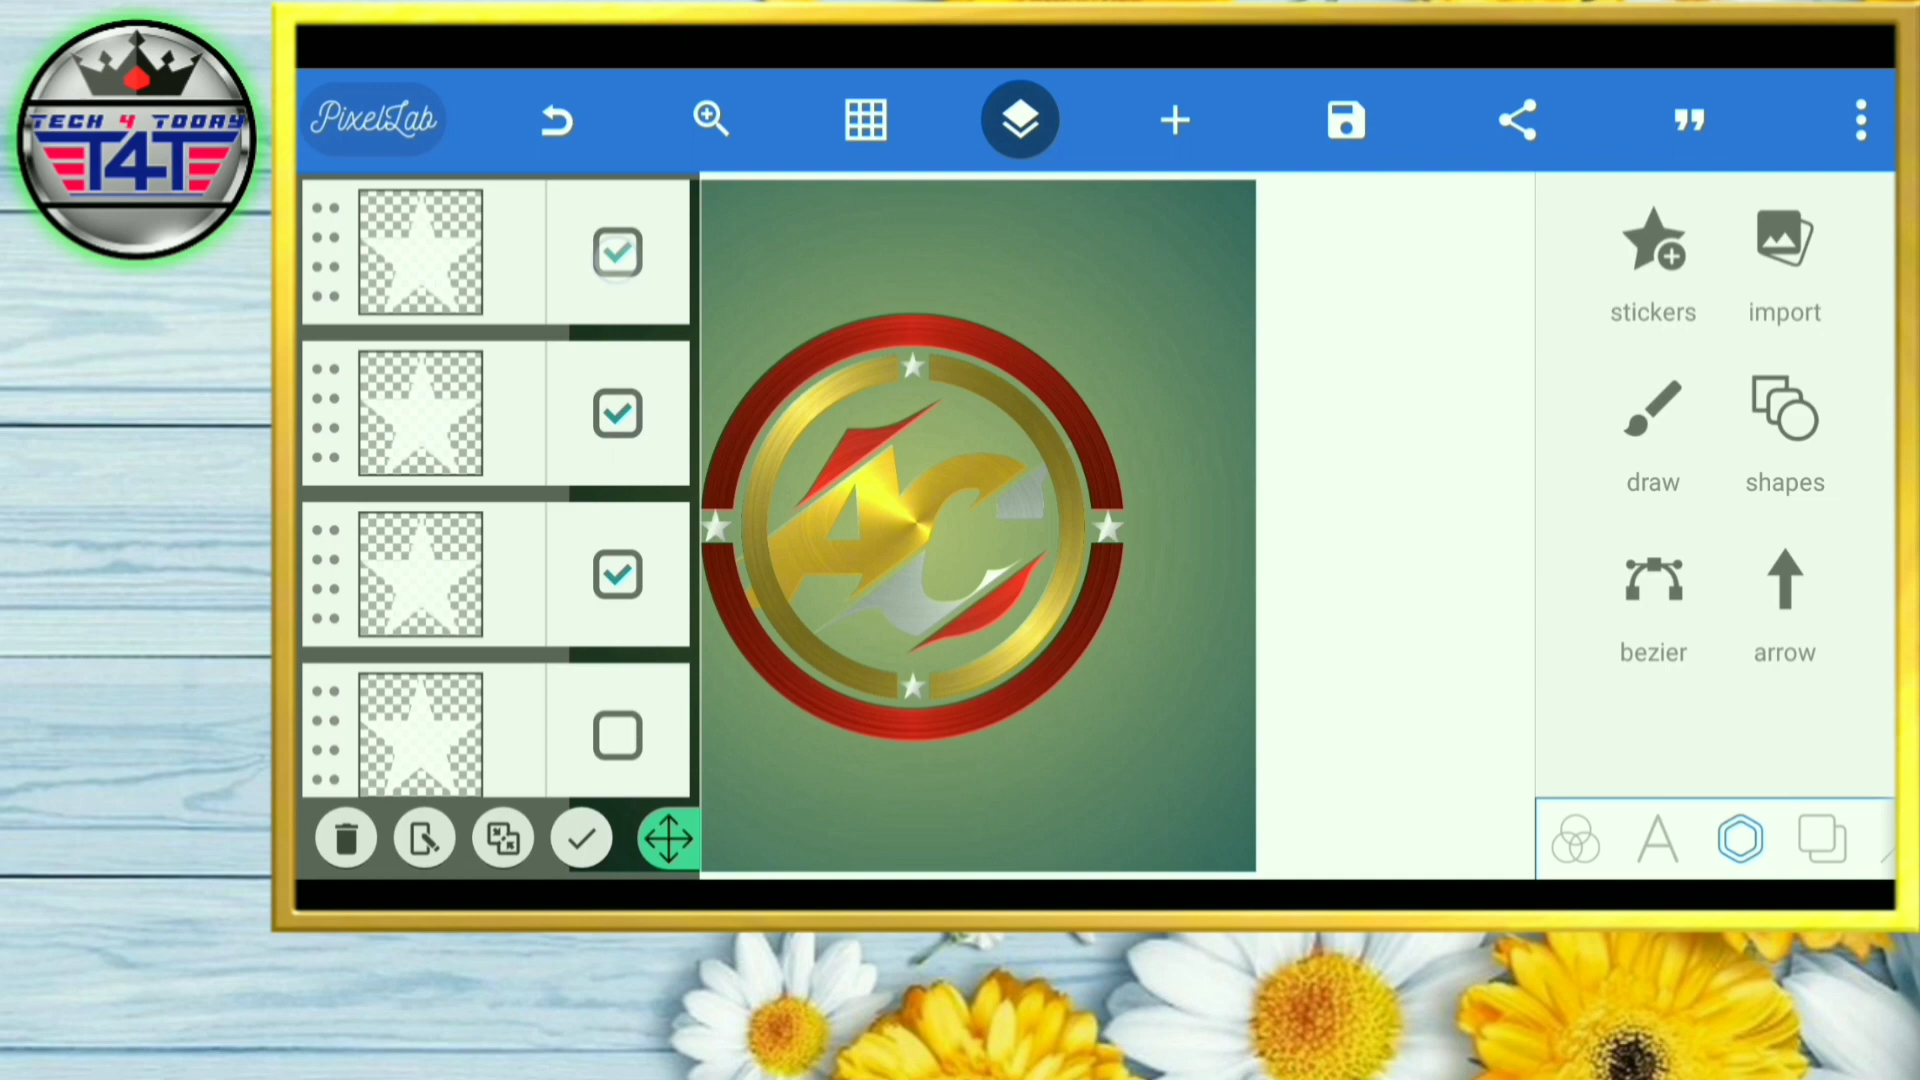 TECH 4 TODAY
T4T
PixelLab
AC
stickers
import
draw
shapes
bezier
arrow